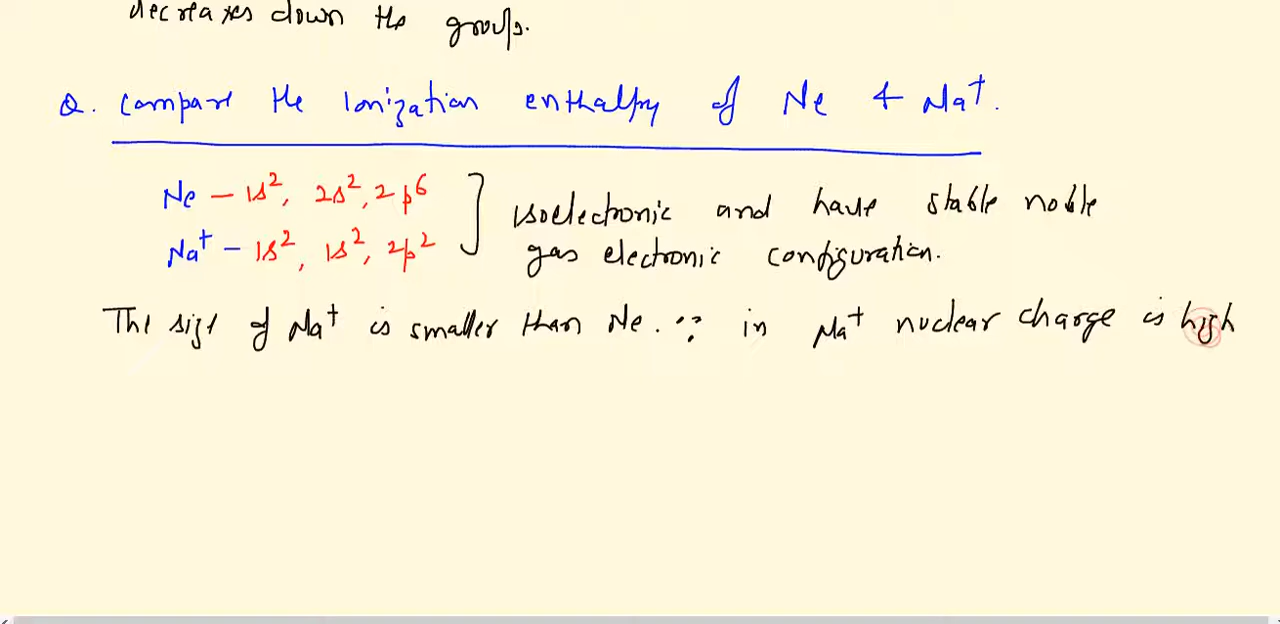 decreases down the groups.
Q. Compare the Ionization enthalpy of Ne & Na⁺.
Ne – 1s², 2s², 2p⁶
isoelectronic and have stable noble
Na⁺ – 1s², 1s², 2p²
gas electronic configuration.
The size of Na⁺ is smaller than Ne. ∵ in Na⁺ nuclear charge is high